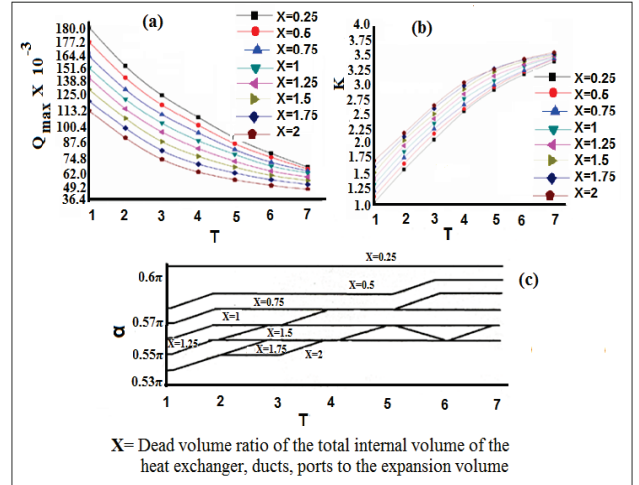 (a)
Q max X 10 -3
180.0
177.2
164.4
151.6
138.8
125.0
113.2
100.4
87.6
74.8
62.0
49.2
36.4
1 2 3 4 5 6 7
T
X=0.25
X=0.5
X=0.75
X=1
X=1.25
X=1.5
X=1.75
X=2
(b)
K
4.0
3.75
3.5
3.25
3.0
2.75
2.5
2.25
2.0
1.75
1.5
1.25
1.0
1 2 3 4 5 6 7
T
X=0.25
X=0.5
X=0.75
X=1
X=1.25
X=1.5
X=1.75
X=2
(c)
α
0.6π
0.57π
0.55π
0.53π
X=0.25
X=0.5
X=0.75
X=1
X=1.25
X=1.5
X=1.75
X=2
1 2 3 4 5 6 7
T
X= Dead volume ratio of the total internal volume of the
heat exchanger, ducts, ports to the expansion volume